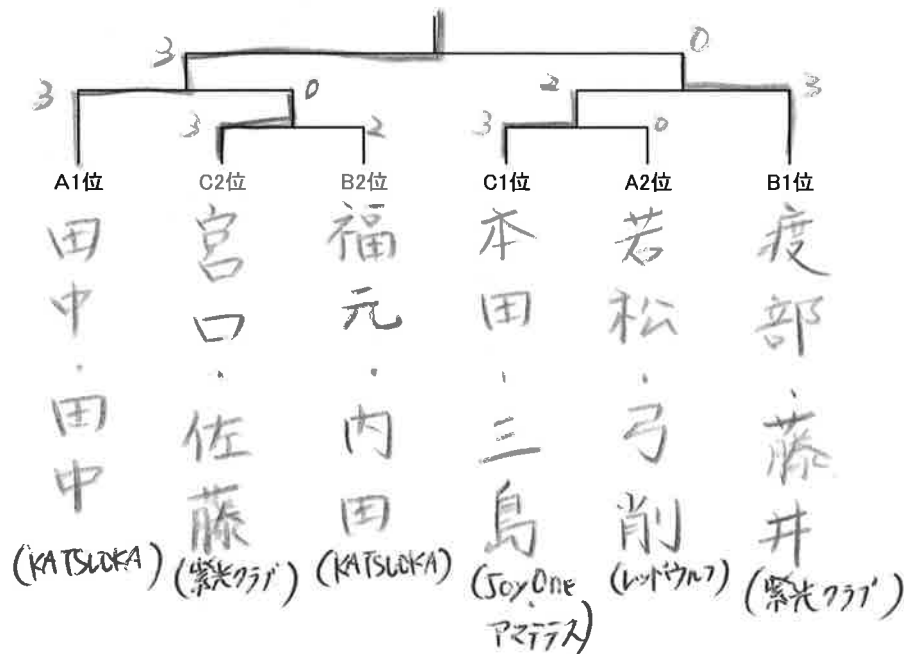 3 0
3 0 2 3
3 2 3 0
A1位 C2位 B2位 C1位 A2位 B1位
田中・田中
宮口・佐藤
福元・内田
本田・三島
若松・弓削
渡部・藤井
(KATSUOKA)
(紫光クラブ)
(KATSUOKA)
(Joy One・
アマテラス)
(レッドウルフ)
(紫光クラブ)